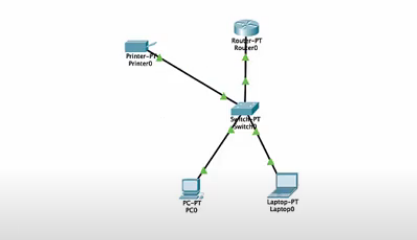 Router-PT
Router0
Printer-PT
Printer0
Switch-PT
Switch0
PC-PT
PC0
Laptop-PT
Laptop0